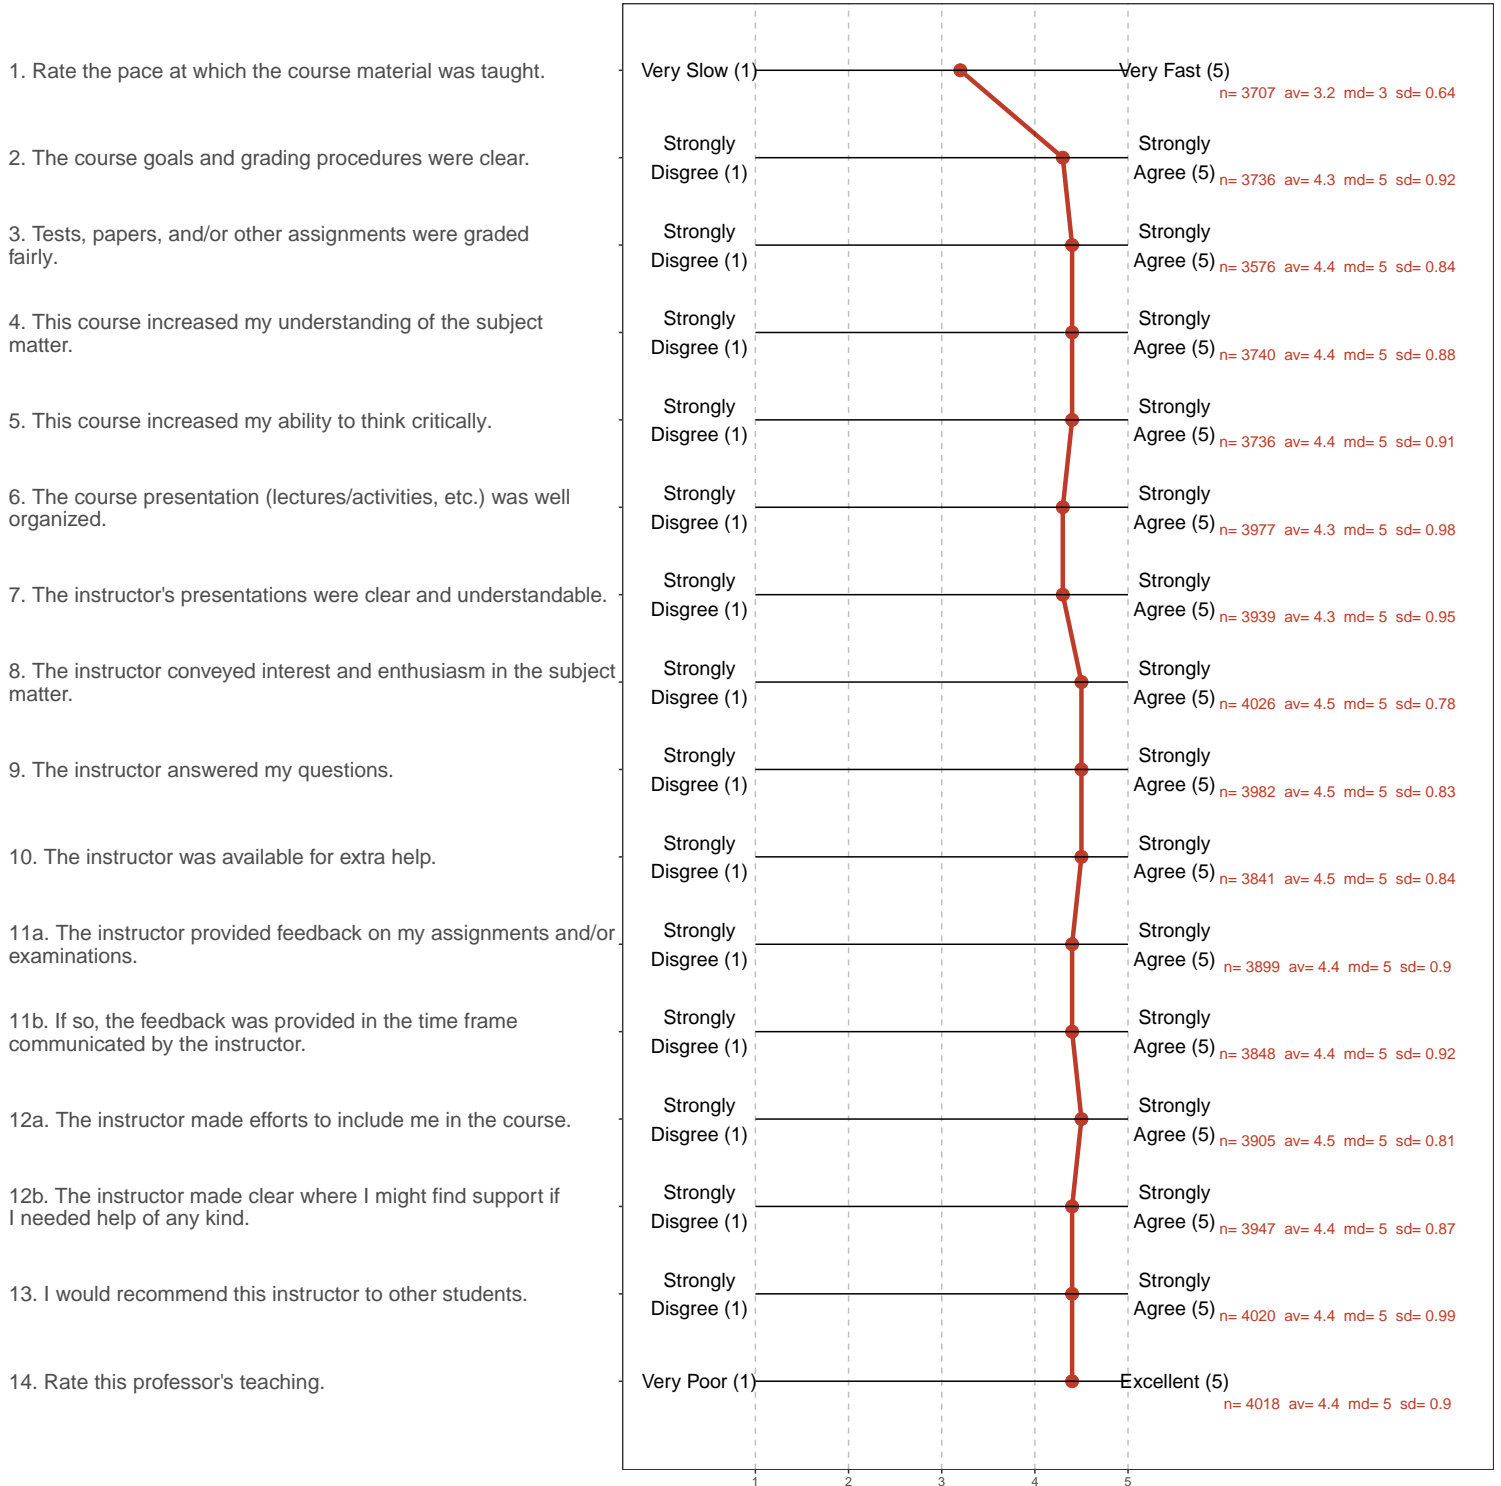 1. Rate the pace at which the course material was taught.
Very Slow (1)
Very Fast (5)
n= 3707 av= 3.2 md= 3 sd= 0.64
2. The course goals and grading procedures were clear.
Strongly
Disgree (1)
Strongly
Agree (5)
n= 3736 av= 4.3 md= 5 sd= 0.92
3. Tests, papers, and/or other assignments were graded
fairly.
Strongly
Disgree (1)
Strongly
Agree (5)
n= 3576 av= 4.4 md= 5 sd= 0.84
4. This course increased my understanding of the subject
matter.
Strongly
Disgree (1)
Strongly
Agree (5)
n= 3740 av= 4.4 md= 5 sd= 0.88
5. This course increased my ability to think critically.
Strongly
Disgree (1)
Strongly
Agree (5)
n= 3736 av= 4.4 md= 5 sd= 0.91
6. The course presentation (lectures/activities, etc.) was well
organized.
Strongly
Disgree (1)
Strongly
Agree (5)
n= 3977 av= 4.3 md= 5 sd= 0.98
7. The instructor's presentations were clear and understandable.
Strongly
Disgree (1)
Strongly
Agree (5)
n= 3939 av= 4.3 md= 5 sd= 0.95
8. The instructor conveyed interest and enthusiasm in the subject
matter.
Strongly
Disgree (1)
Strongly
Agree (5)
n= 4026 av= 4.5 md= 5 sd= 0.78
9. The instructor answered my questions.
Strongly
Disgree (1)
Strongly
Agree (5)
n= 3982 av= 4.5 md= 5 sd= 0.83
10. The instructor was available for extra help.
Strongly
Disgree (1)
Strongly
Agree (5)
n= 3841 av= 4.5 md= 5 sd= 0.84
11a. The instructor provided feedback on my assignments and/or
examinations.
Strongly
Disgree (1)
Strongly
Agree (5)
n= 3899 av= 4.4 md= 5 sd= 0.9
11b. If so, the feedback was provided in the time frame
communicated by the instructor.
Strongly
Disgree (1)
Strongly
Agree (5)
n= 3848 av= 4.4 md= 5 sd= 0.92
12a. The instructor made efforts to include me in the course.
Strongly
Disgree (1)
Strongly
Agree (5)
n= 3905 av= 4.5 md= 5 sd= 0.81
12b. The instructor made clear where I might find support if
I needed help of any kind.
Strongly
Disgree (1)
Strongly
Agree (5)
n= 3947 av= 4.4 md= 5 sd= 0.87
13. I would recommend this instructor to other students.
Strongly
Disgree (1)
Strongly
Agree (5)
n= 4020 av= 4.4 md= 5 sd= 0.99
14. Rate this professor's teaching.
Very Poor (1)
Excellent (5)
n= 4018 av= 4.4 md= 5 sd= 0.9
1 2 3 4 5